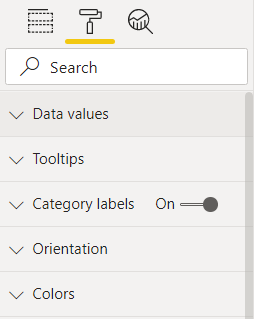 Search
Data values
Tooltips
Category labels On
Orientation
Colors